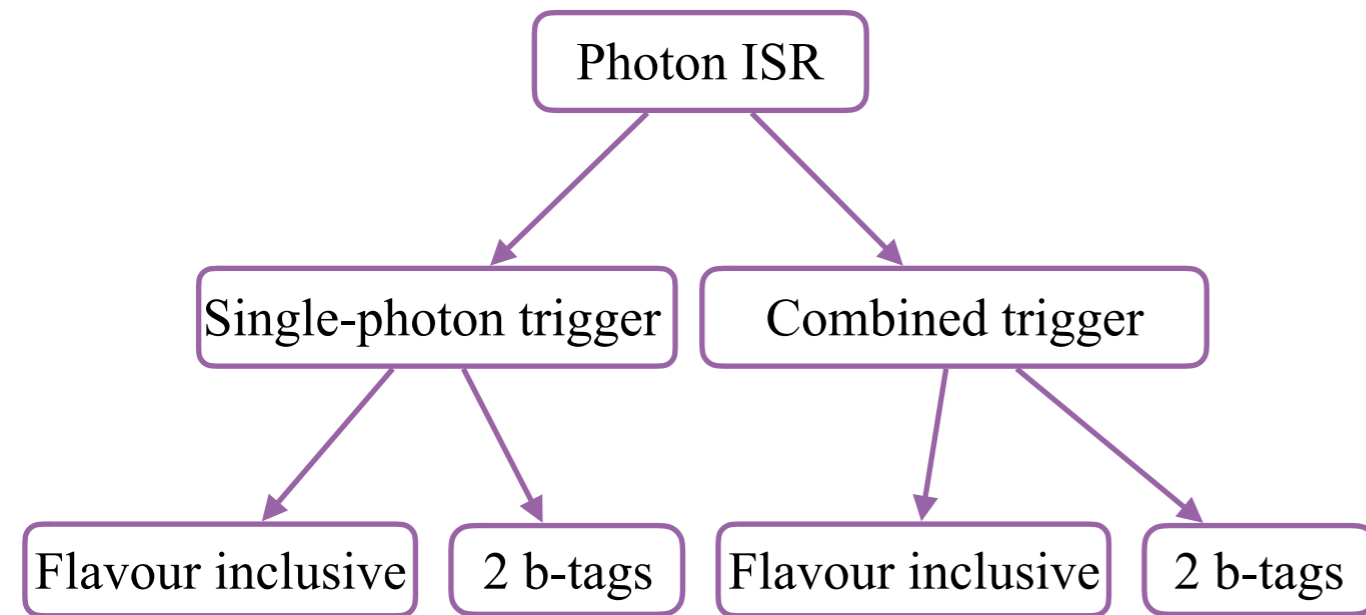 Photon ISR
Single-photon trigger
Combined trigger
Flavour inclusive
2 b-tags
Flavour inclusive
2 b-tags